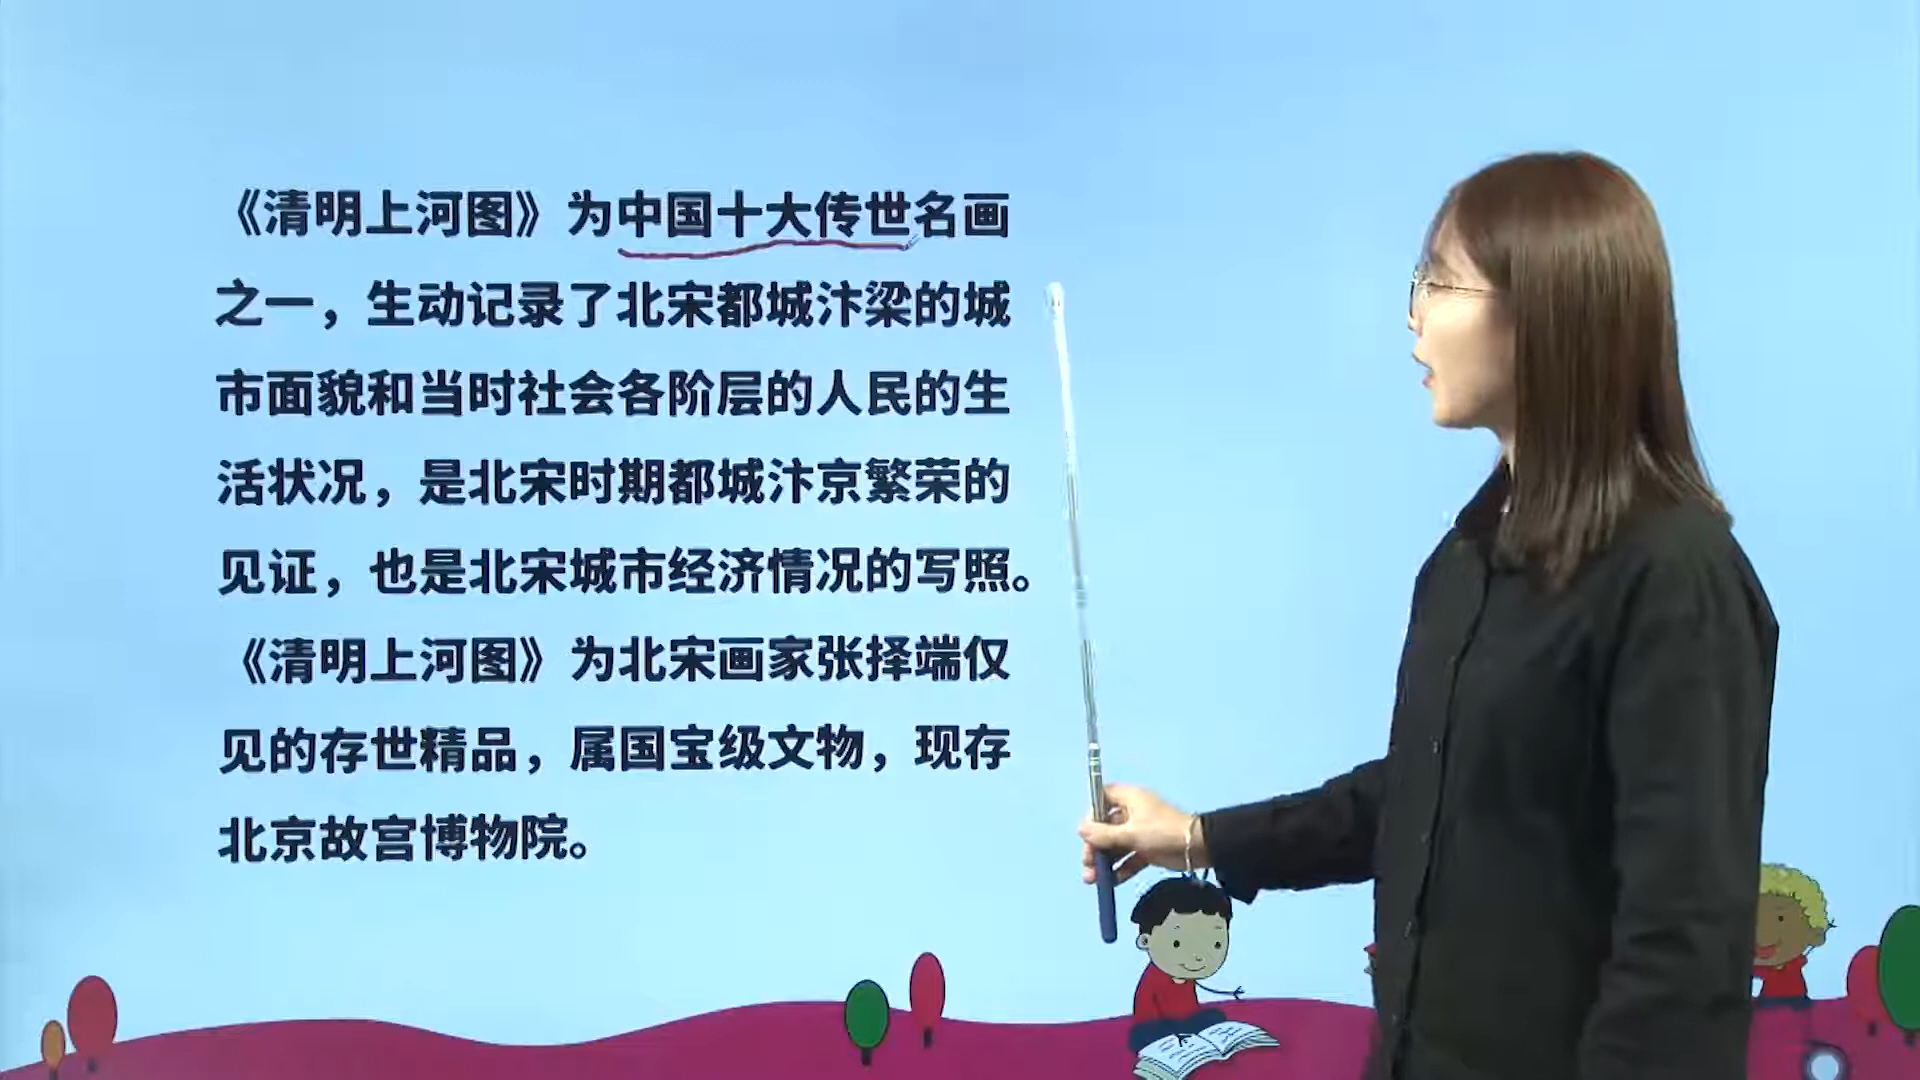 《清明上河图》为中国十大传世名画
之一，生动记录了北宋都城汴梁的城
市面貌和当时社会各阶层的人民的生
活状况，是北宋时期都城汴京繁荣的
见证，也是北宋城市经济情况的写照。
《清明上河图》为北宋画家张择端仅
见的存世精品，属国宝级文物，现存
北京故宫博物院。